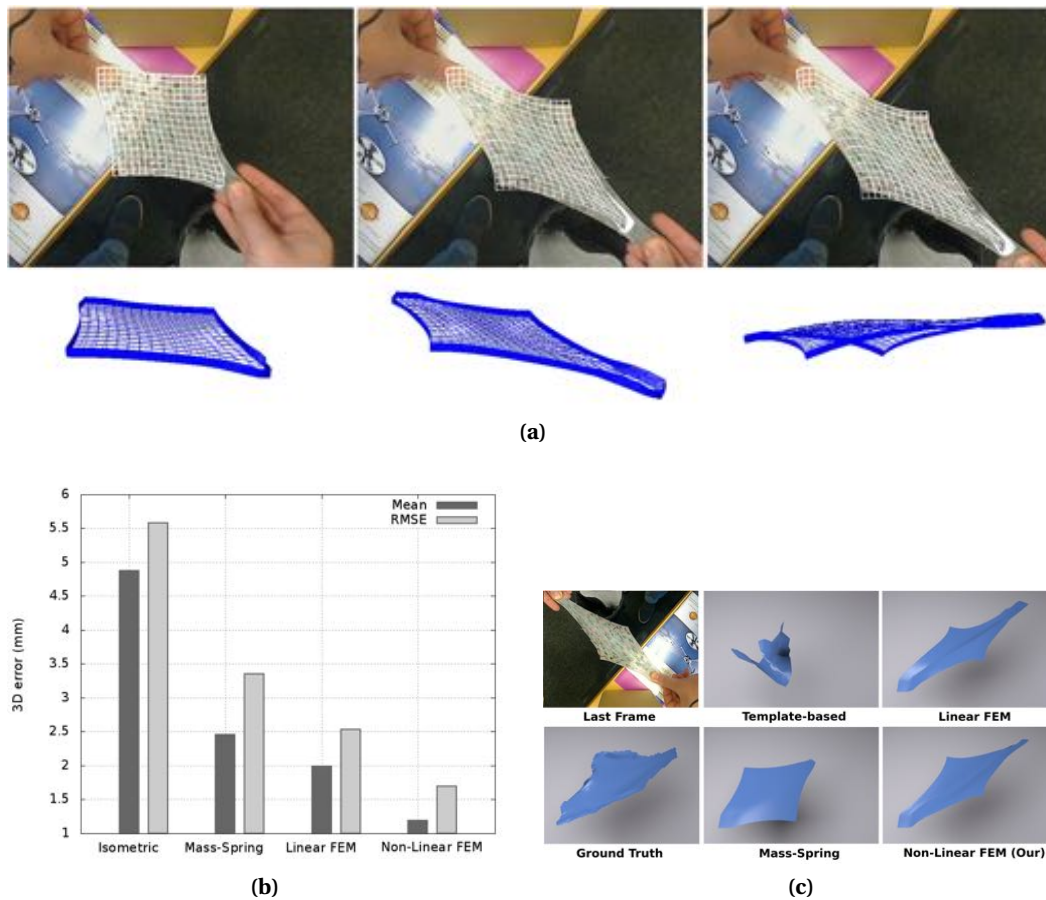 (a)
6
5.5
5
4.5
4
3.5
3
2.5
2
1.5
1
3D error (mm)
Mean
RMSE
Isometric
Mass-Spring
Linear FEM
Non-Linear FEM
(b)
Last Frame
Template-based
Linear FEM
Ground Truth
Mass-Spring
Non-Linear FEM (Our)
(c)